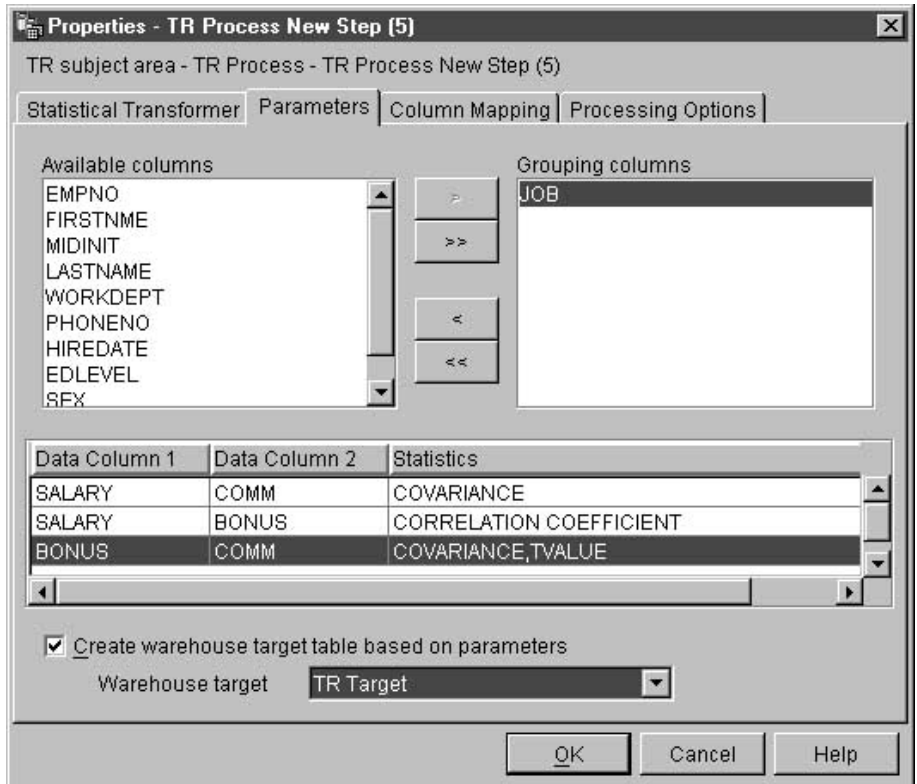 Properties - TR Process New Step (5)
TR subject area - TR Process - TR Process New Step (5)
Statistical Transformer Parameters Column Mapping Processing Options
Available columns
EMPNO
FIRSTNME
MIDINIT
LASTNAME
WORKDEPT
PHONENO
HIREDATE
EDLEVEL
SEX
>
>>
<
<<
Grouping columns
JOB
Data Column 1 Data Column 2 Statistics
SALARY COMM COVARIANCE
SALARY BONUS CORRELATION COEFFICIENT
BONUS COMM COVARIANCE,TVALUE
Create warehouse target table based on parameters
Warehouse target TR Target
OK Cancel Help